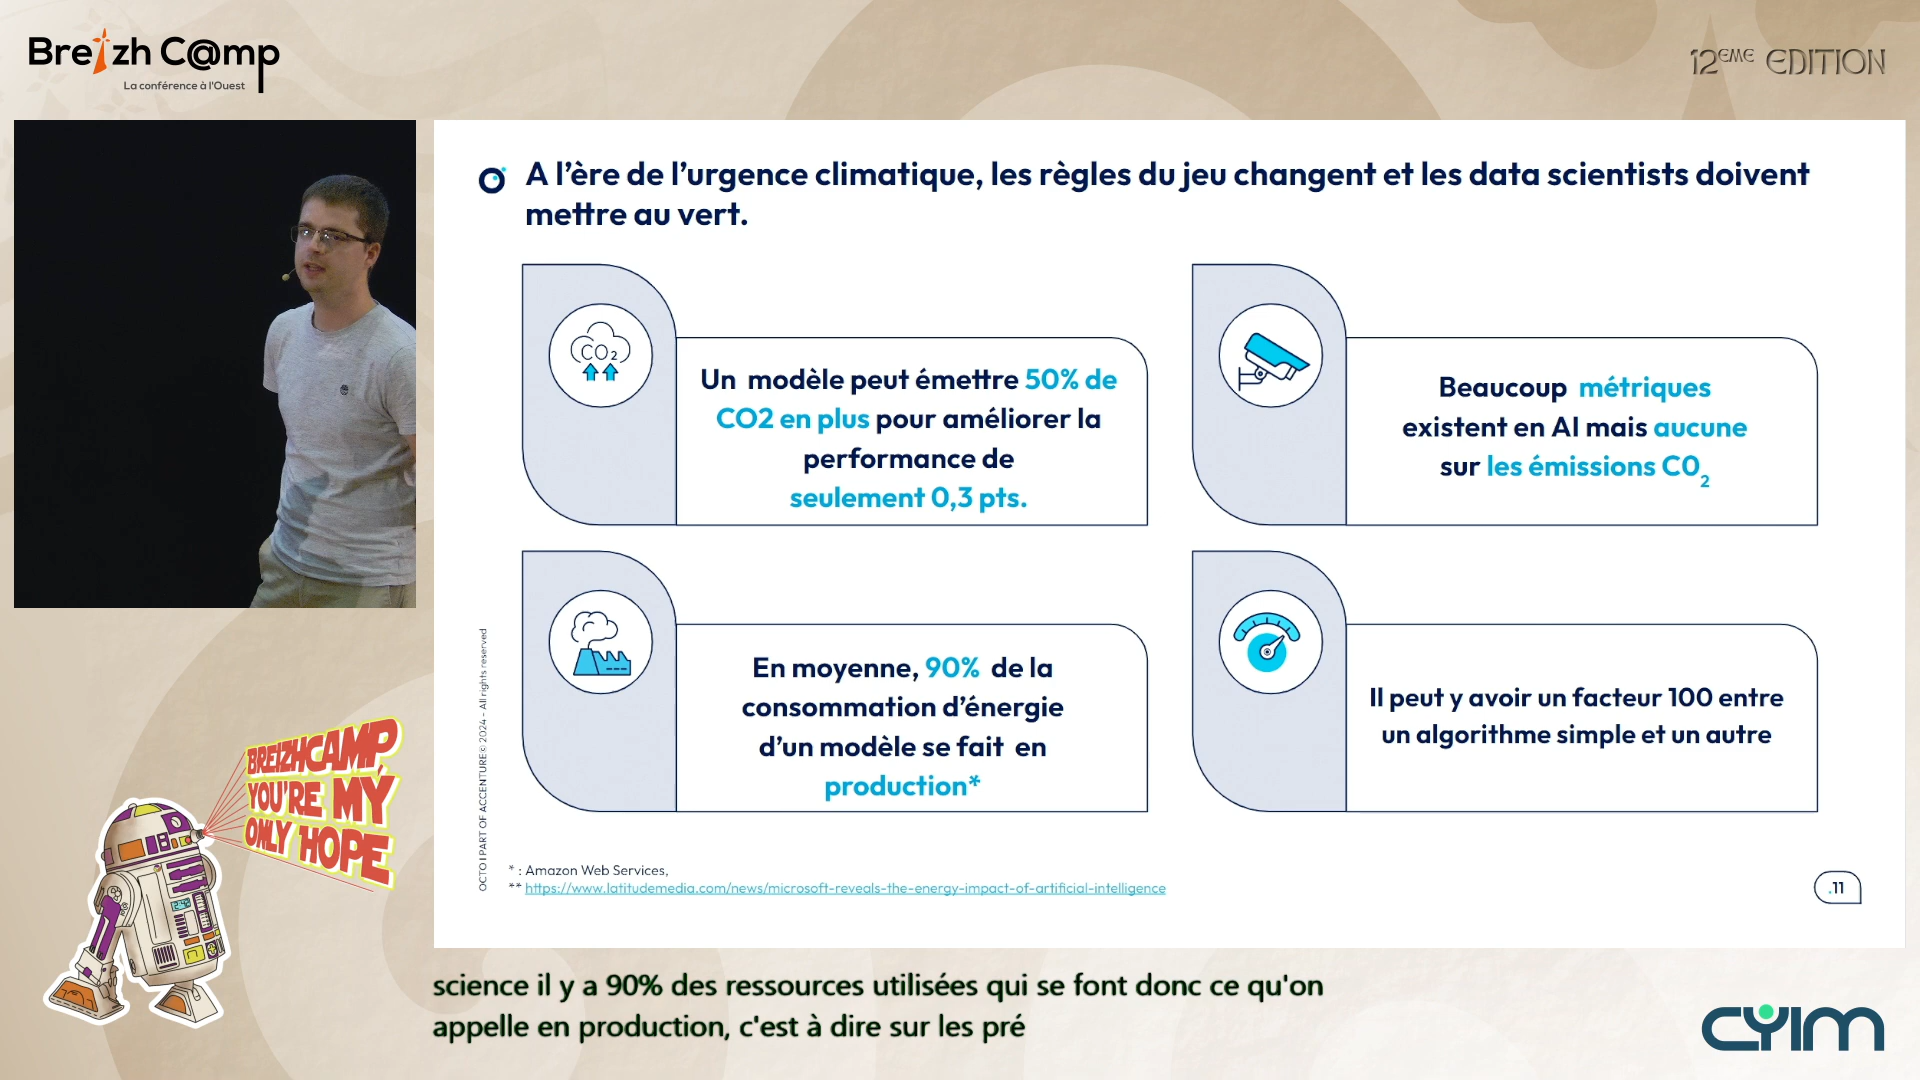 Breizh C@mp
La conférence à l'Ouest
12ÈME EDITION
A l'ère de l'urgence climatique, les règles du jeu changent et les data scientists doivent
mettre au vert.
CO2
Un modèle peut émettre 50% de
CO2 en plus pour améliorer la
performance de
seulement 0,3 pts.
Beaucoup métriques
existent en AI mais aucune
sur les émissions C0₂
En moyenne, 90% de la
consommation d'énergie
d'un modèle se fait en
production*
Il peut y avoir un facteur 100 entre
un algorithme simple et un autre
OCTO I PART OF ACCENTURE © 2024 - All rights reserved
* : Amazon Web Services,
** https://www.latitudemedia.com/news/microsoft-reveals-the-energy-impact-of-artificial-intelligence
.11
BREIZHCAMP,
YOU'RE MY
ONLY HOPE
science il y a 90% des ressources utilisées qui se font donc ce qu'on
appelle en production, c'est à dire sur les pré
CYIM